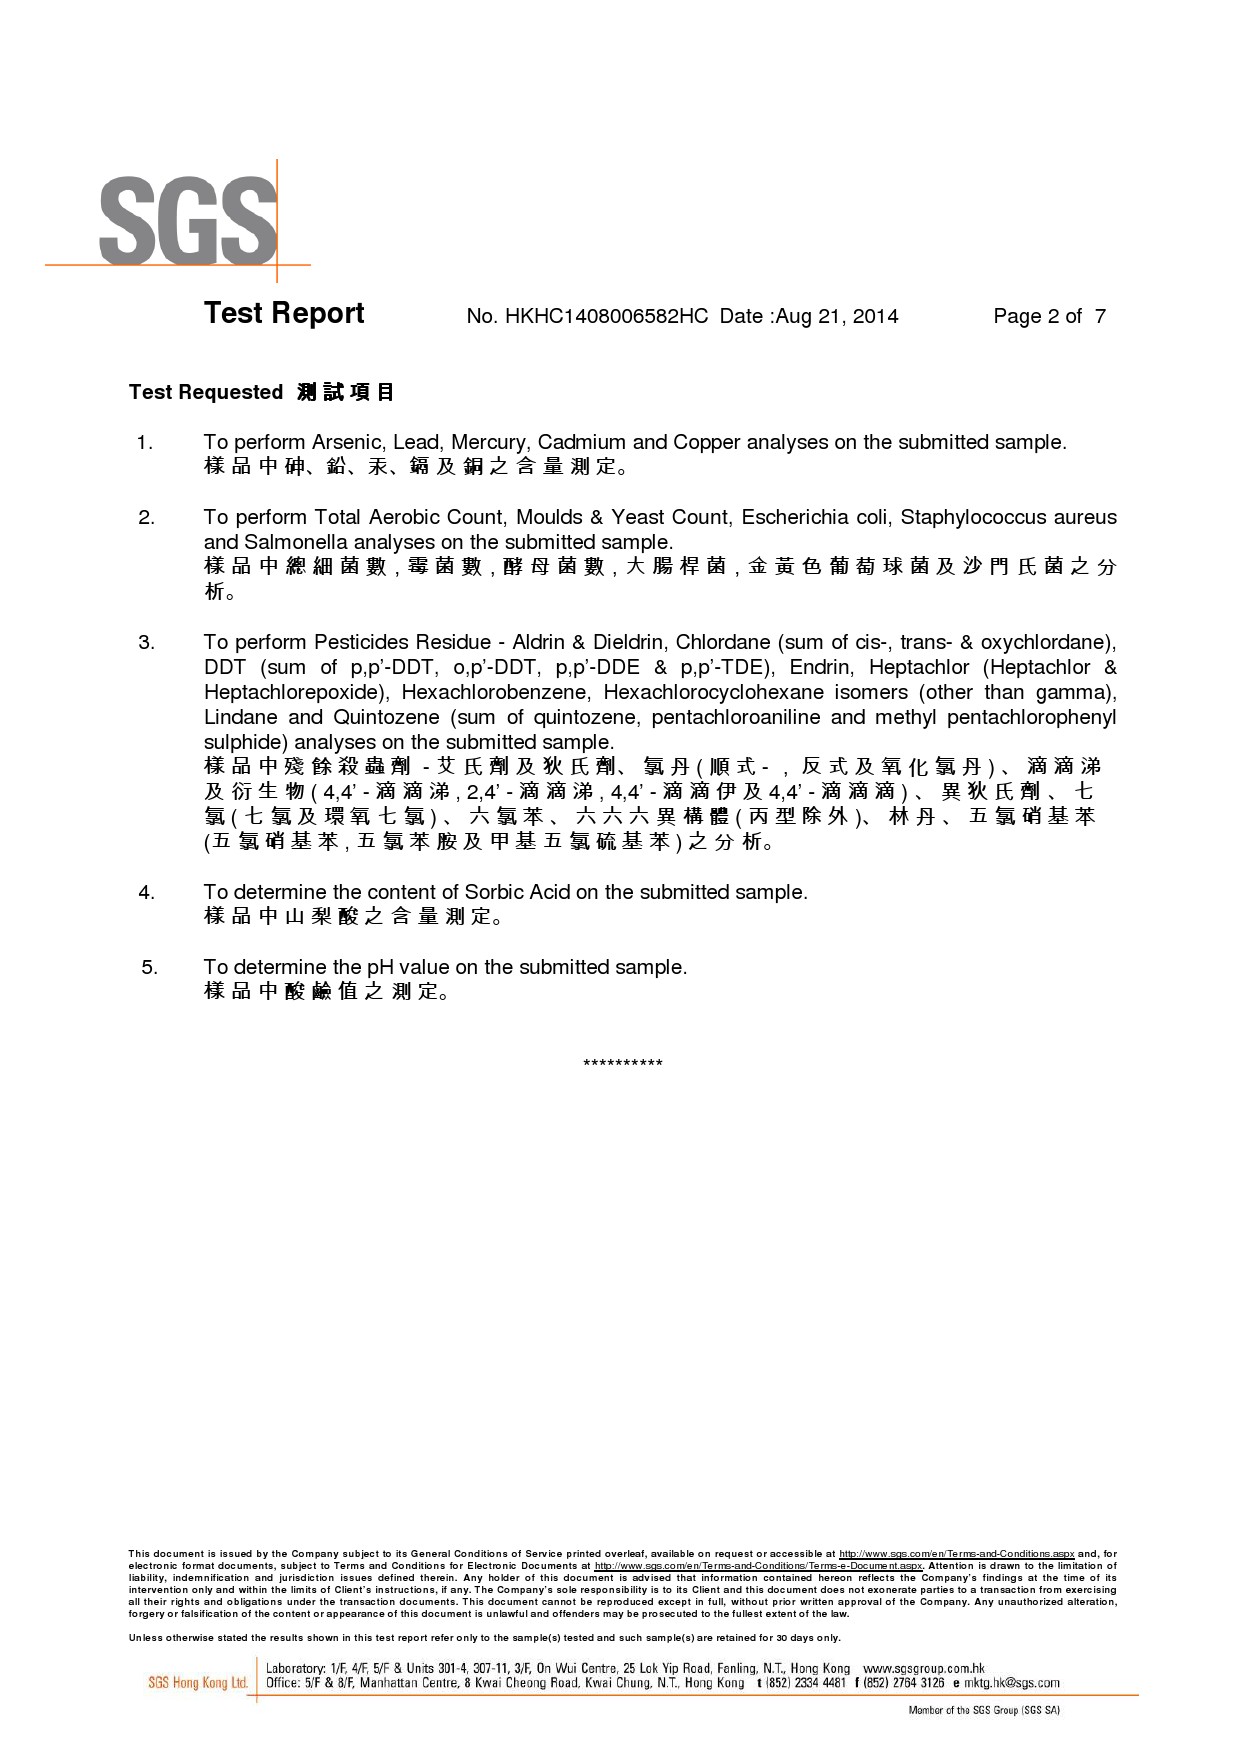 SGS
Test Report No. HKHC1408006582HC Date :Aug 21, 2014 Page 2 of 7
Test Requested 測試項目
1. To perform Arsenic, Lead, Mercury, Cadmium and Copper analyses on the submitted sample.
樣品中砷、鉛、汞、鎘及銅之含量測定。
2. To perform Total Aerobic Count, Moulds & Yeast Count, Escherichia coli, Staphylococcus aureus
and Salmonella analyses on the submitted sample.
樣品中總細菌數,霉菌數,酵母菌數,大腸桿菌,金黃色葡萄球菌及沙門氏菌之分
析。
3. To perform Pesticides Residue - Aldrin & Dieldrin, Chlordane (sum of cis-, trans- & oxychlordane),
DDT (sum of p,p’-DDT, o,p’-DDT, p,p’-DDE & p,p’-TDE), Endrin, Heptachlor (Heptachlor &
Heptachlorepoxide), Hexachlorobenzene, Hexachlorocyclohexane isomers (other than gamma),
Lindane and Quintozene (sum of quintozene, pentachloroaniline and methyl pentachlorophenyl
sulphide) analyses on the submitted sample.
樣品中殘餘殺蟲劑 -艾氏劑及狄氏劑、氯丹(順式- , 反式及氧化氯丹)、滴滴涕
及衍生物(4,4’-滴滴涕,2,4’-滴滴涕,4,4’-滴滴伊及4,4’-滴滴滴)、異狄氏劑、七
氯(七氯及環氧七氯)、六氯苯、六六六異構體(丙型除外)、林丹、五氯硝基苯
(五氯硝基苯,五氯苯胺及甲基五氯硫基苯)之分析。
4. To determine the content of Sorbic Acid on the submitted sample.
樣品中山梨酸之含量測定。
5. To determine the pH value on the submitted sample.
樣品中酸鹼值之測定。
**********
This document is issued by the Company subject to its General Conditions of Service printed overleaf, available on request or accessible at http://www.sgs.com/en/Terms-and-Conditions.aspx and, for
electronic format documents, subject to Terms and Conditions for Electronic Documents at http://www.sgs.com/en/Terms-and-Conditions/Terms-e-Document.aspx. Attention is drawn to the limitation of
liability, indemnification and jurisdiction issues defined therein. Any holder of this document is advised that information contained hereon reflects the Company’s findings at the time of its
intervention only and within the limits of Client’s instructions, if any. The Company’s sole responsibility is to its Client and this document does not exonerate parties to a transaction from exercising
all their rights and obligations under the transaction documents. This document cannot be reproduced except in full, without prior written approval of the Company. Any unauthorized alteration,
forgery or falsification of the content or appearance of this document is unlawful and offenders may be prosecuted to the fullest extent of the law.
Unless otherwise stated the results shown in this test report refer only to the sample(s) tested and such sample(s) are retained for 30 days only.
SGS Hong Kong Ltd. Laboratory: 1/F, 4/F, 5/F & Units 301-4, 307-11, 3/F, On Wui Centre, 25 Lok Yip Road, Fanling, N.T., Hong Kong www.sgsgroup.com.hk
Office: 5/F & 8/F, Manhattan Centre, 8 Kwai Cheong Road, Kwai Chung, N.T., Hong Kong t (852) 2334 4481 f (852) 2764 3126 e mktg.hk@sgs.com
Member of the SGS Group (SGS SA)